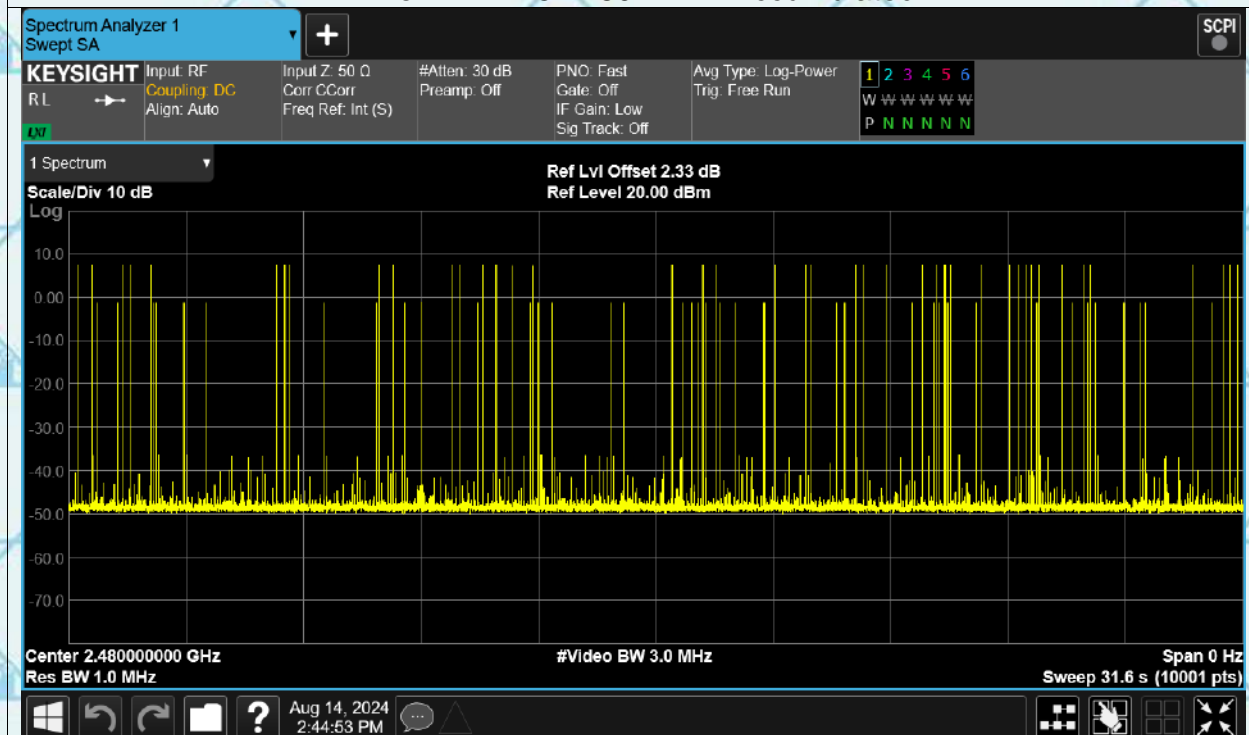 Spectrum Analyzer 1
Swept SA
+
SCPI
KEYSIGHT
RL
LXI
Input: RF
Coupling: DC
Align: Auto
Input Z: 50 Ω
Corr CCorr
Freq Ref: Int (S)
#Atten: 30 dB
Preamp: Off
PNO: Fast
Gate: Off
IF Gain: Low
Sig Track: Off
Avg Type: Log-Power
Trig: Free Run
1 2 3 4 5 6
W W W W W W
P N N N N N
1 Spectrum
Scale/Div 10 dB
Ref Lvl Offset 2.33 dB
Ref Level 20.00 dBm
Log
10.0
0.00
-10.0
-20.0
-30.0
-40.0
-50.0
-60.0
-70.0
Center 2.480000000 GHz
#Video BW 3.0 MHz
Span 0 Hz
Res BW 1.0 MHz
Sweep 31.6 s (10001 pts)
?
Aug 14, 2024
2:44:53 PM